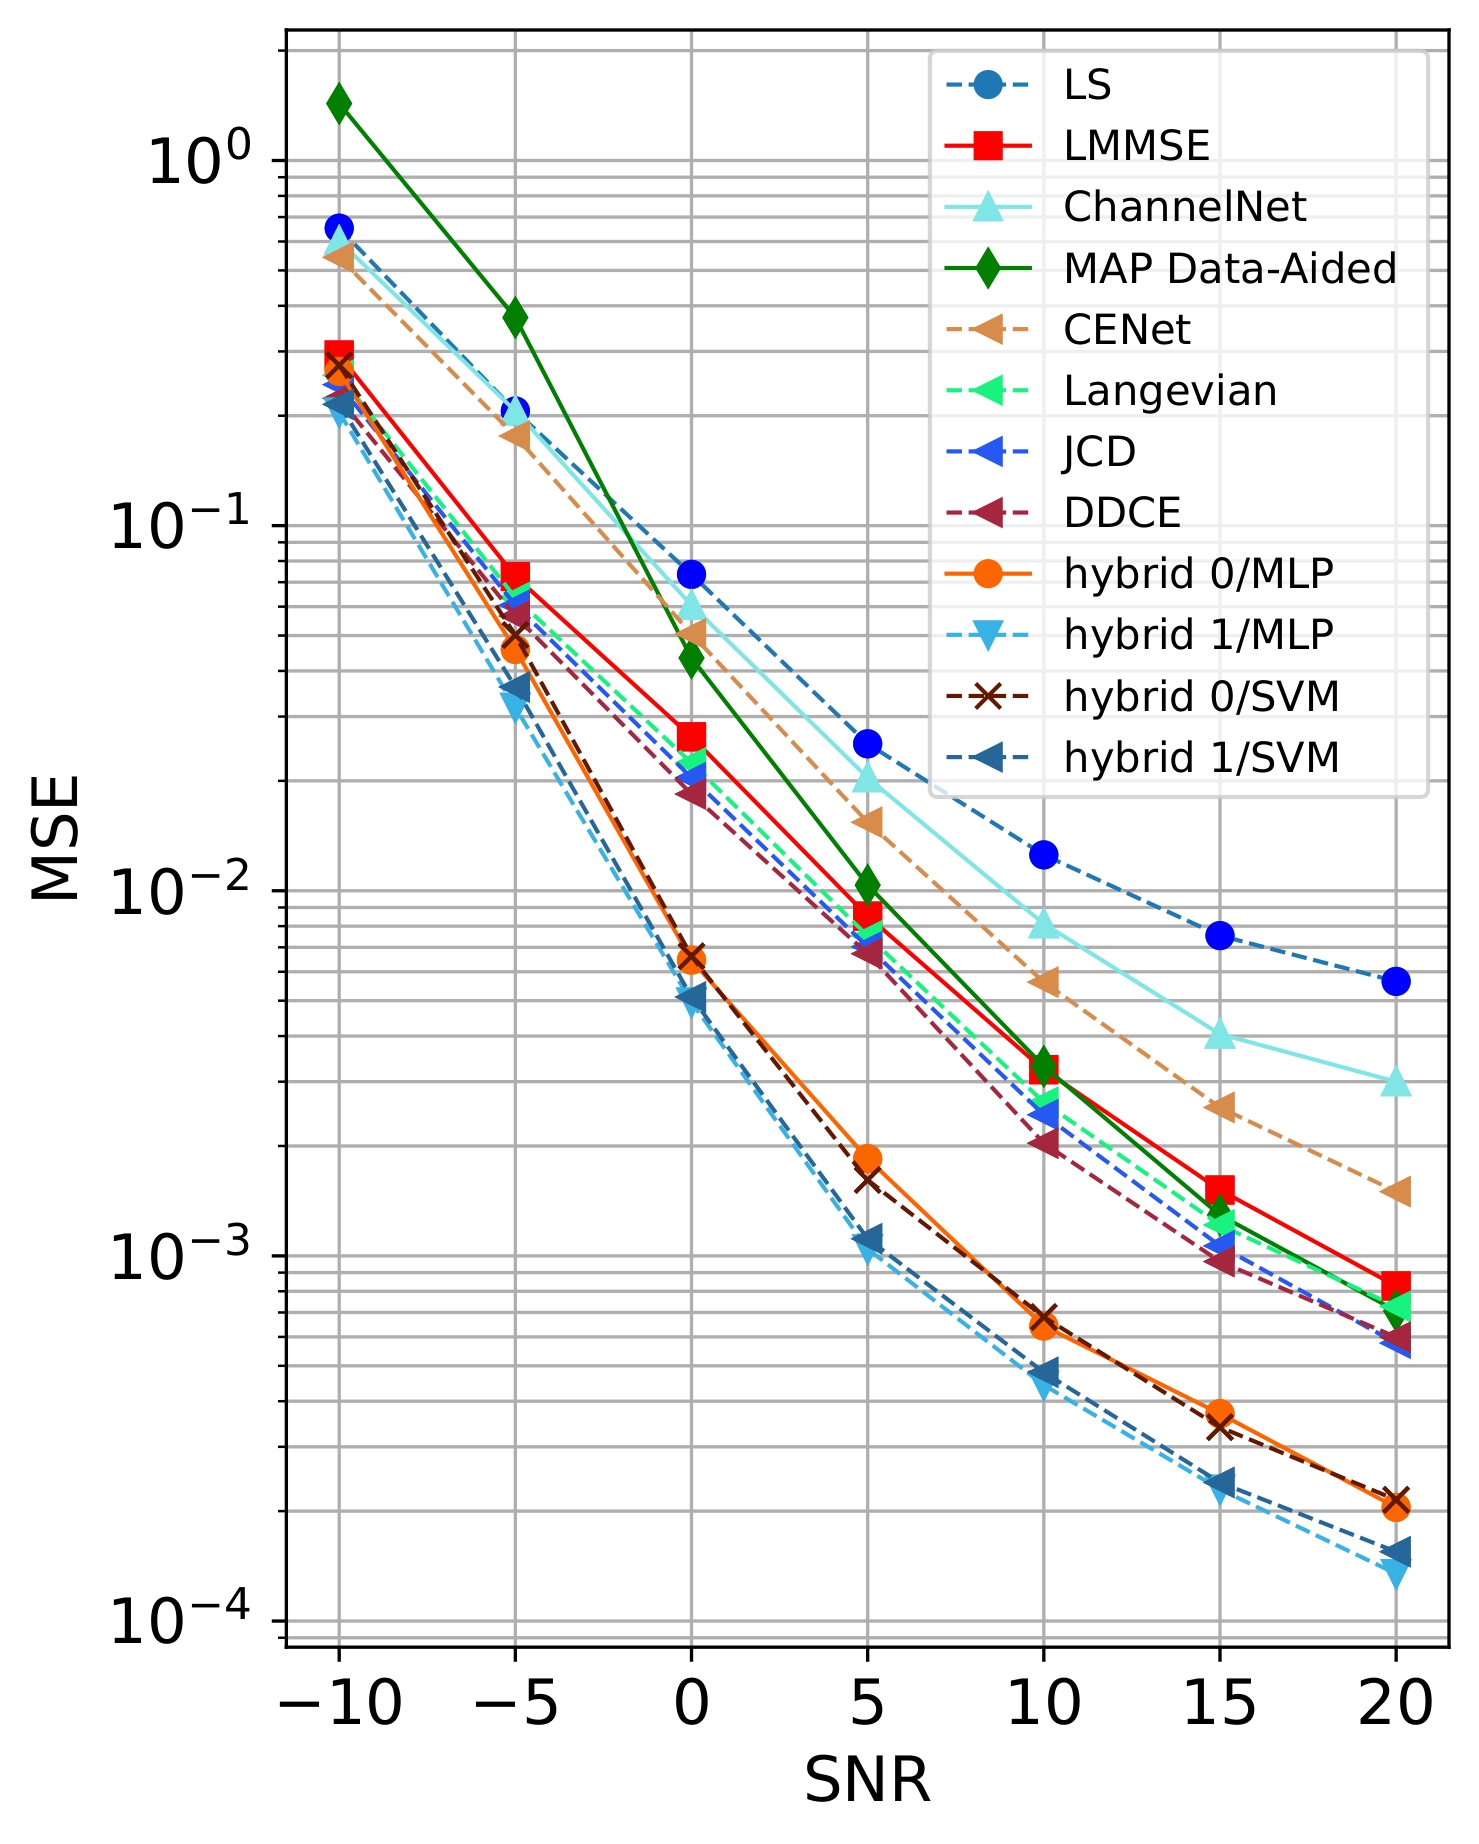 LS
LMMSE
ChannelNet
MAP Data-Aided
CENet
Langevian
JCD
DDCE
hybrid 0/MLP
hybrid 1/MLP
hybrid 0/SVM
hybrid 1/SVM
10⁰
10⁻¹
10⁻²
10⁻³
10⁻⁴
MSE
−10 −5 0 5 10 15 20
SNR